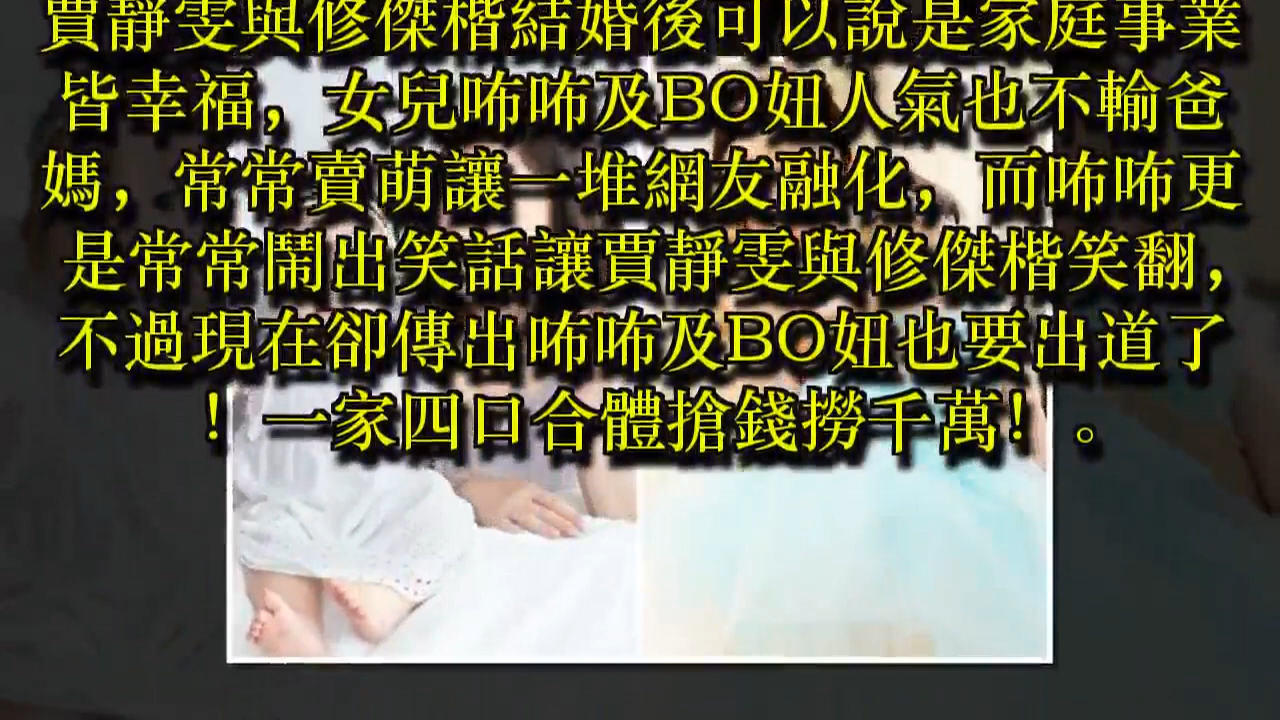 賈靜雯與修傑楷結婚後可以說是家庭事業
皆幸福，女兒咘咘及BO妞人氣也不輸爸
媽，常常賣萌讓一堆網友融化，而咘咘更
是常常鬧出笑話讓賈靜雯與修傑楷笑翻，
不過現在卻傳出咘咘及BO妞也要出道了
！一家四口合體搶錢撈千萬！。